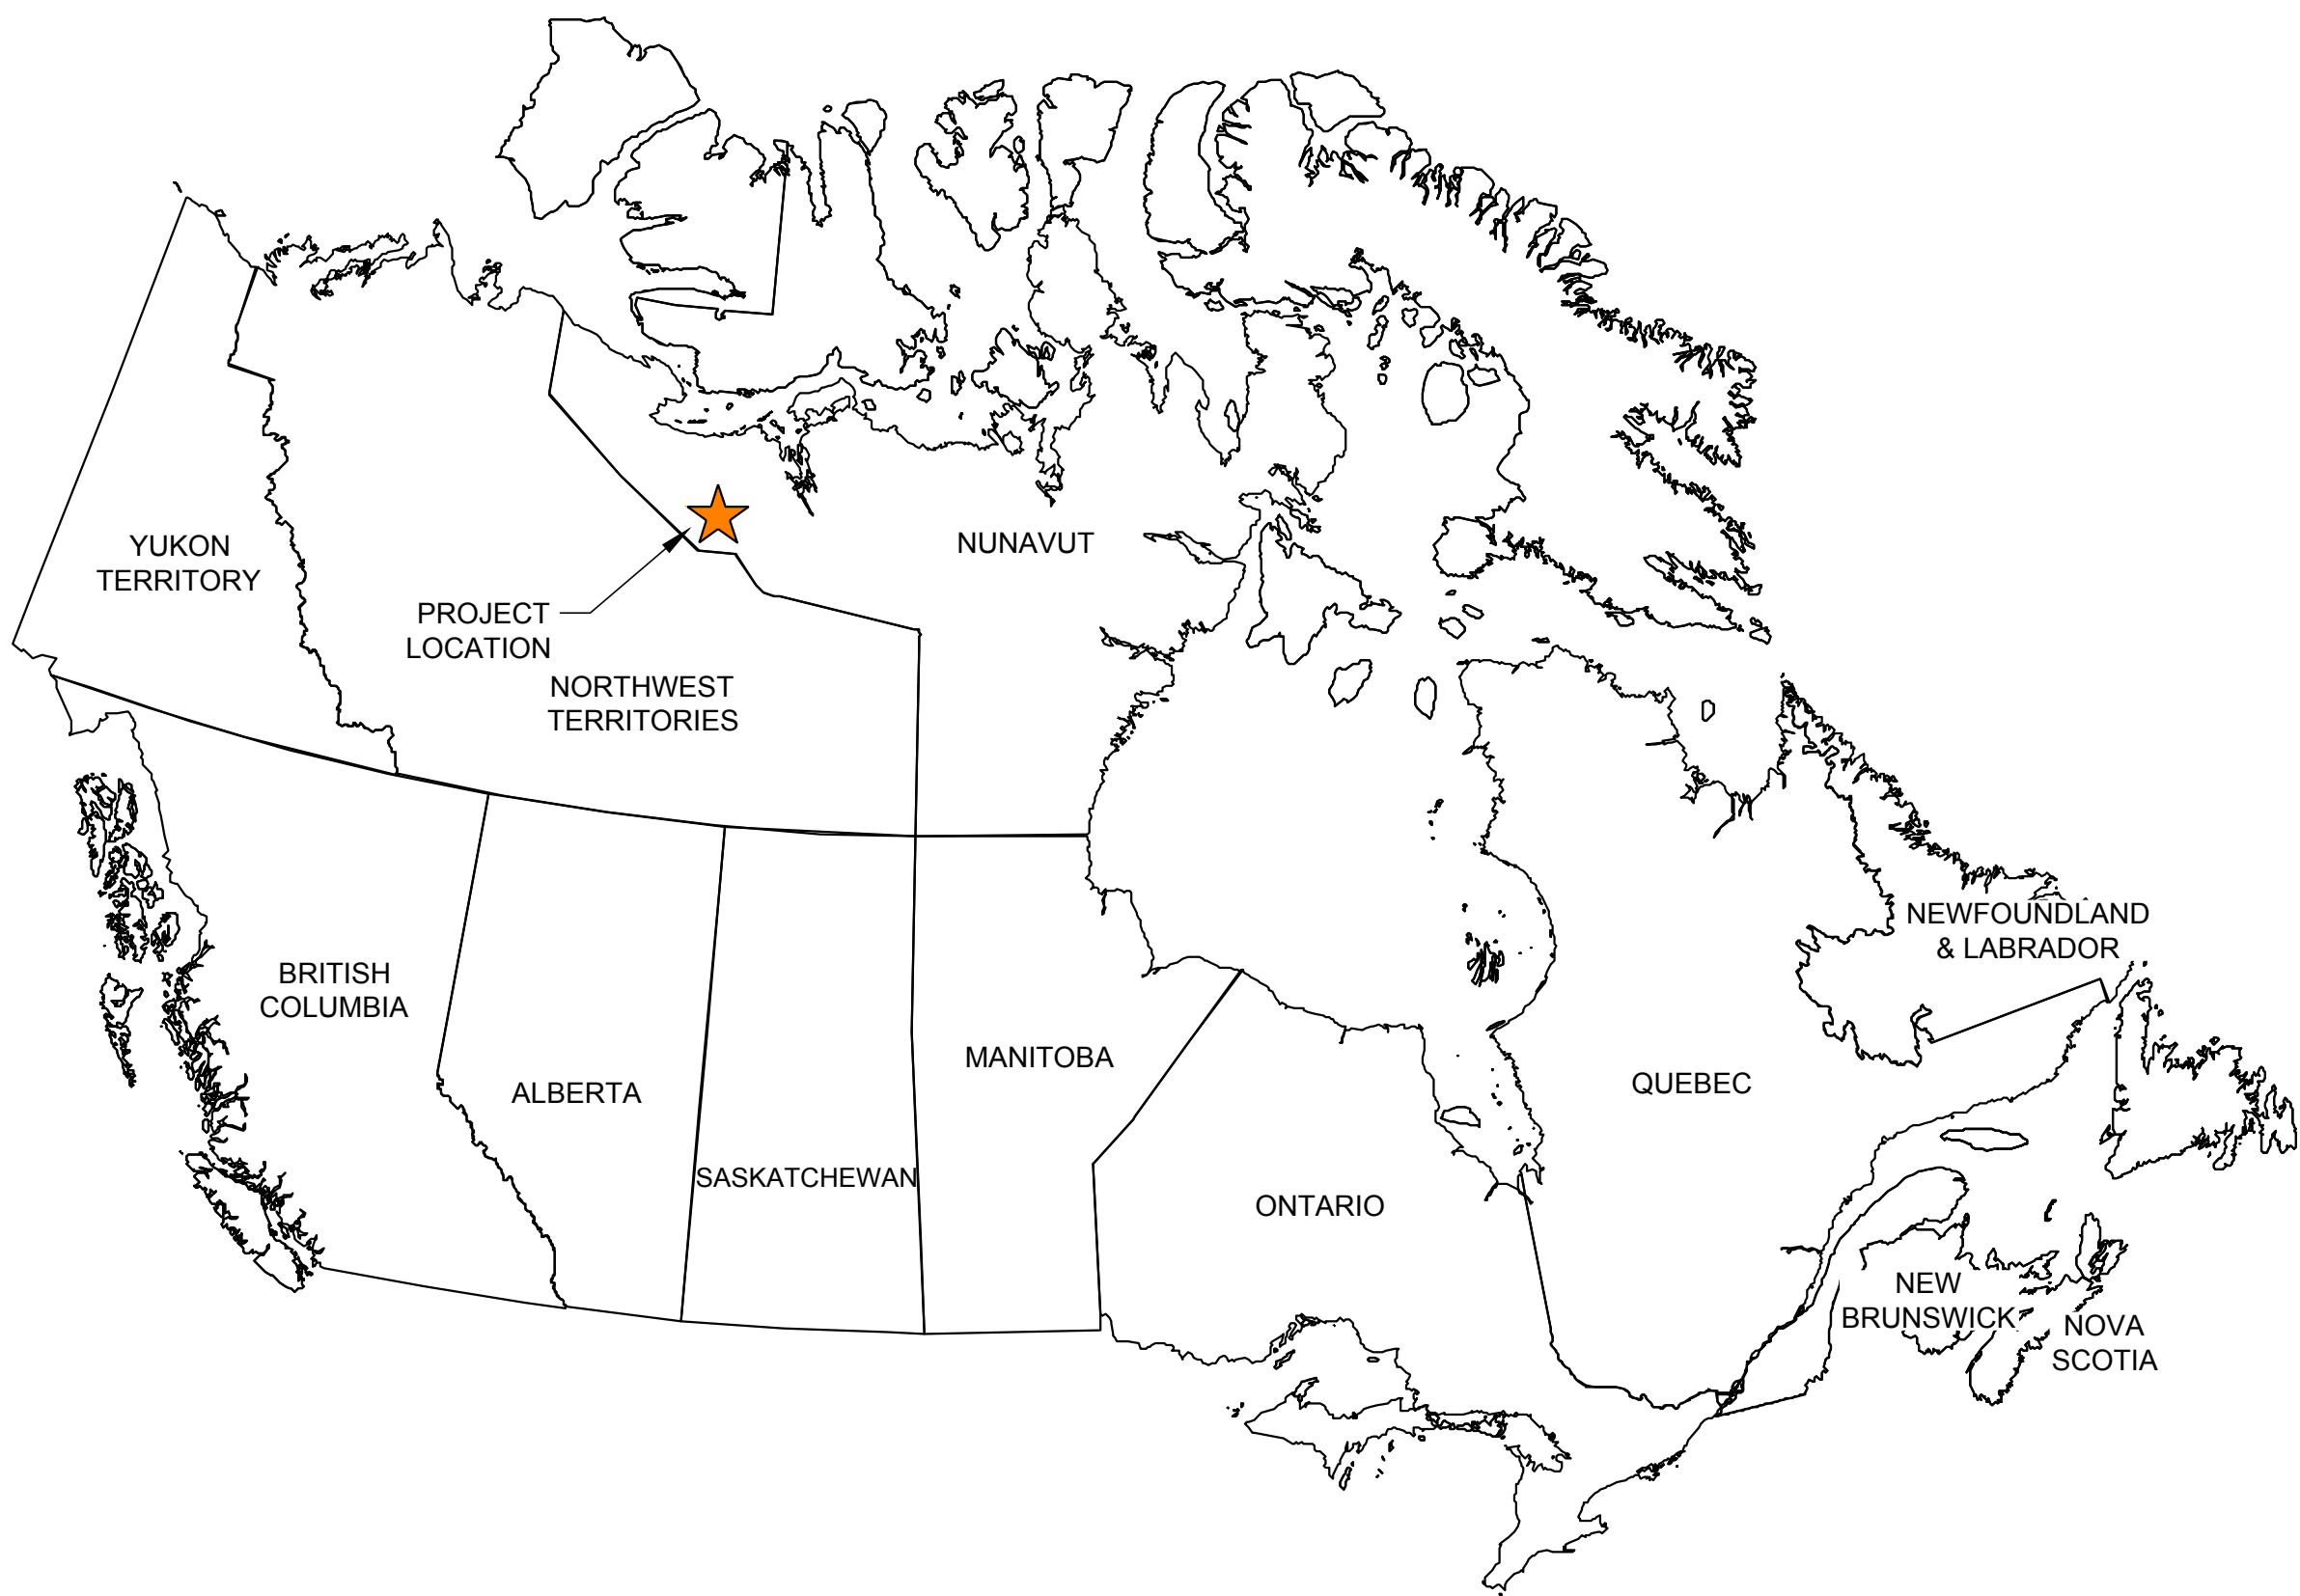 YUKON
TERRITORY
NUNAVUT
PROJECT
LOCATION
NORTHWEST
TERRITORIES
NEWFOUNDLAND
& LABRADOR
BRITISH
COLUMBIA
MANITOBA
QUEBEC
ALBERTA
SASKATCHEWAN
ONTARIO
NEW
BRUNSWICK
NOVA
SCOTIA